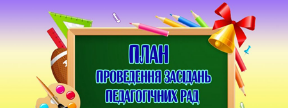 ПЛАН
ПРОВЕДЕННЯ ЗАСІДАНЬ
ПЕДАГОГІЧНИХ РАД